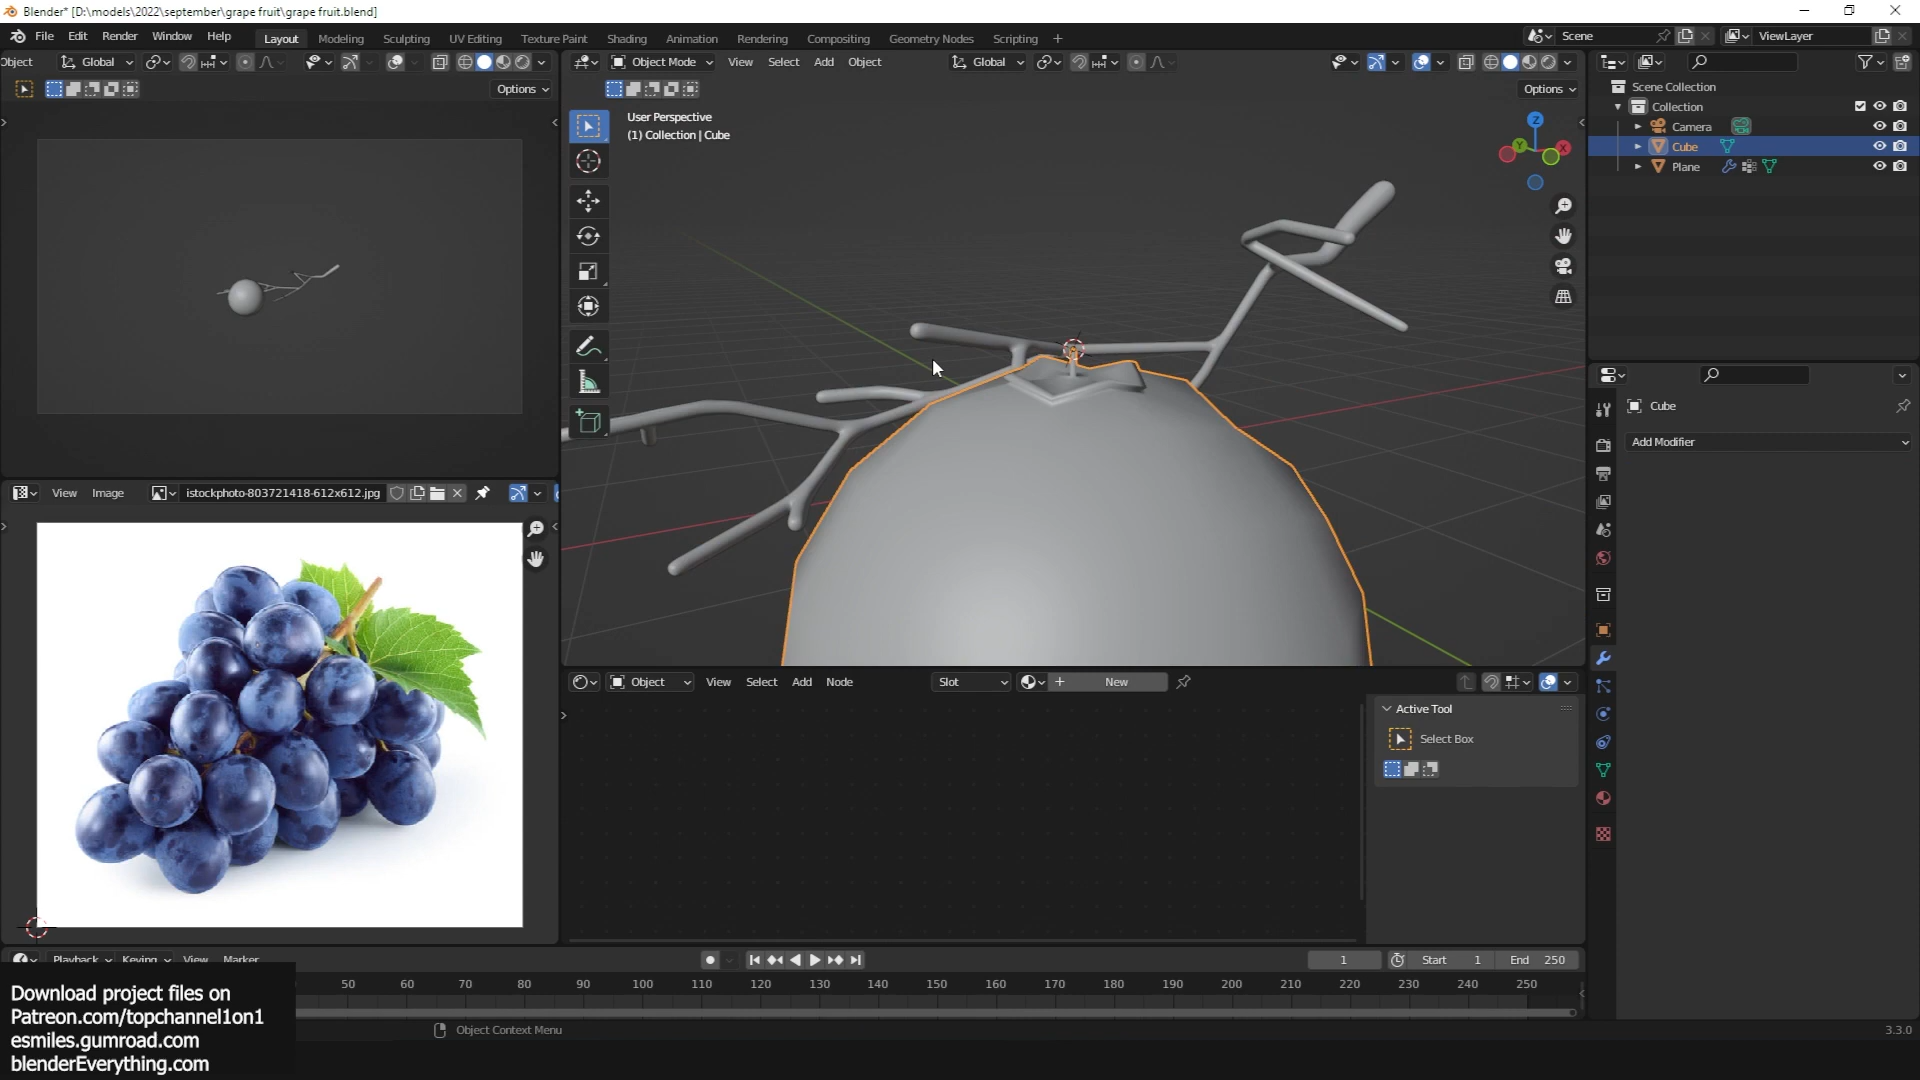 Blender* [D:\models\2022\september\grape fruit\grape fruit.blend]
File Edit Render Window Help Layout Modeling Sculpting UV Editing Texture Paint Shading Animation Rendering Compositing Geometry Nodes Scripting + Scene ViewLayer
Object Global Object Mode View Select Add Object Global
Options Options
User Perspective
(1) Collection | Cube
Z
Y X
Scene Collection
Collection
Camera
Cube
Plane
Cube
Add Modifier
View Image istockphoto-803721418-612x612.jpg
Object View Select Add Node Slot New
Active Tool
Select Box
Playback Keying View Marker 1 Start 1 End 250
50 60 70 80 90 100 110 120 130 140 150 160 170 180 190 200 210 220 230 240 250
Object Context Menu 3.3.0
Download project files on
Patreon.com/topchannel1on1
esmiles.gumroad.com
blenderEverything.com